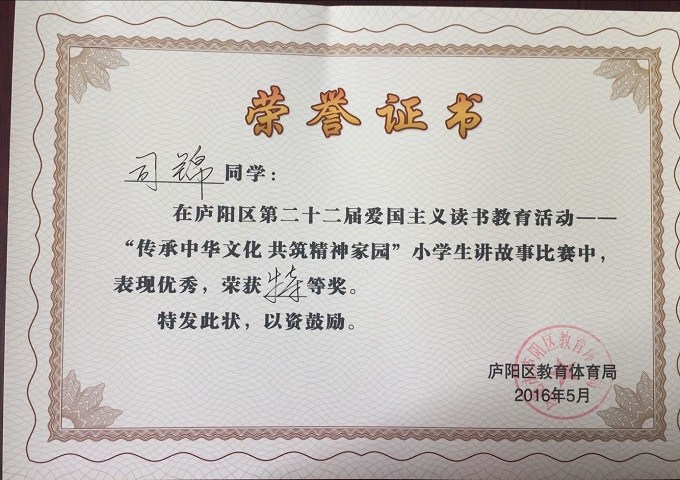 荣誉证书
司锦同学：
在庐阳区第二十二届爱国主义读书教育活动——
“传承中华文化 共筑精神家园”小学生讲故事比赛中，
表现优秀，荣获特等奖。
特发此状，以资鼓励。
庐阳区教育体育局
2016年5月